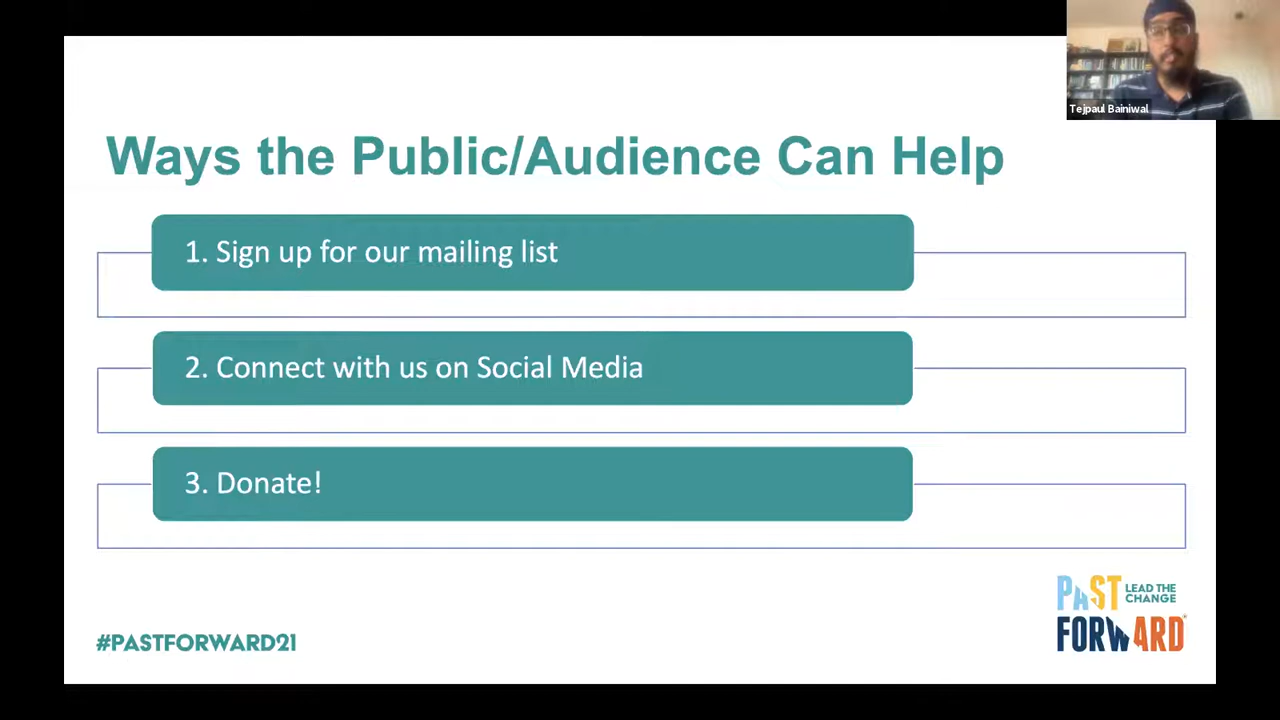 Tejpaul Bainiwal
Ways the Public/Audience Can Help
1. Sign up for our mailing list
2. Connect with us on Social Media
3. Donate!
#PASTFORWARD21
PAST LEAD THE
CHANGE
FORWARD